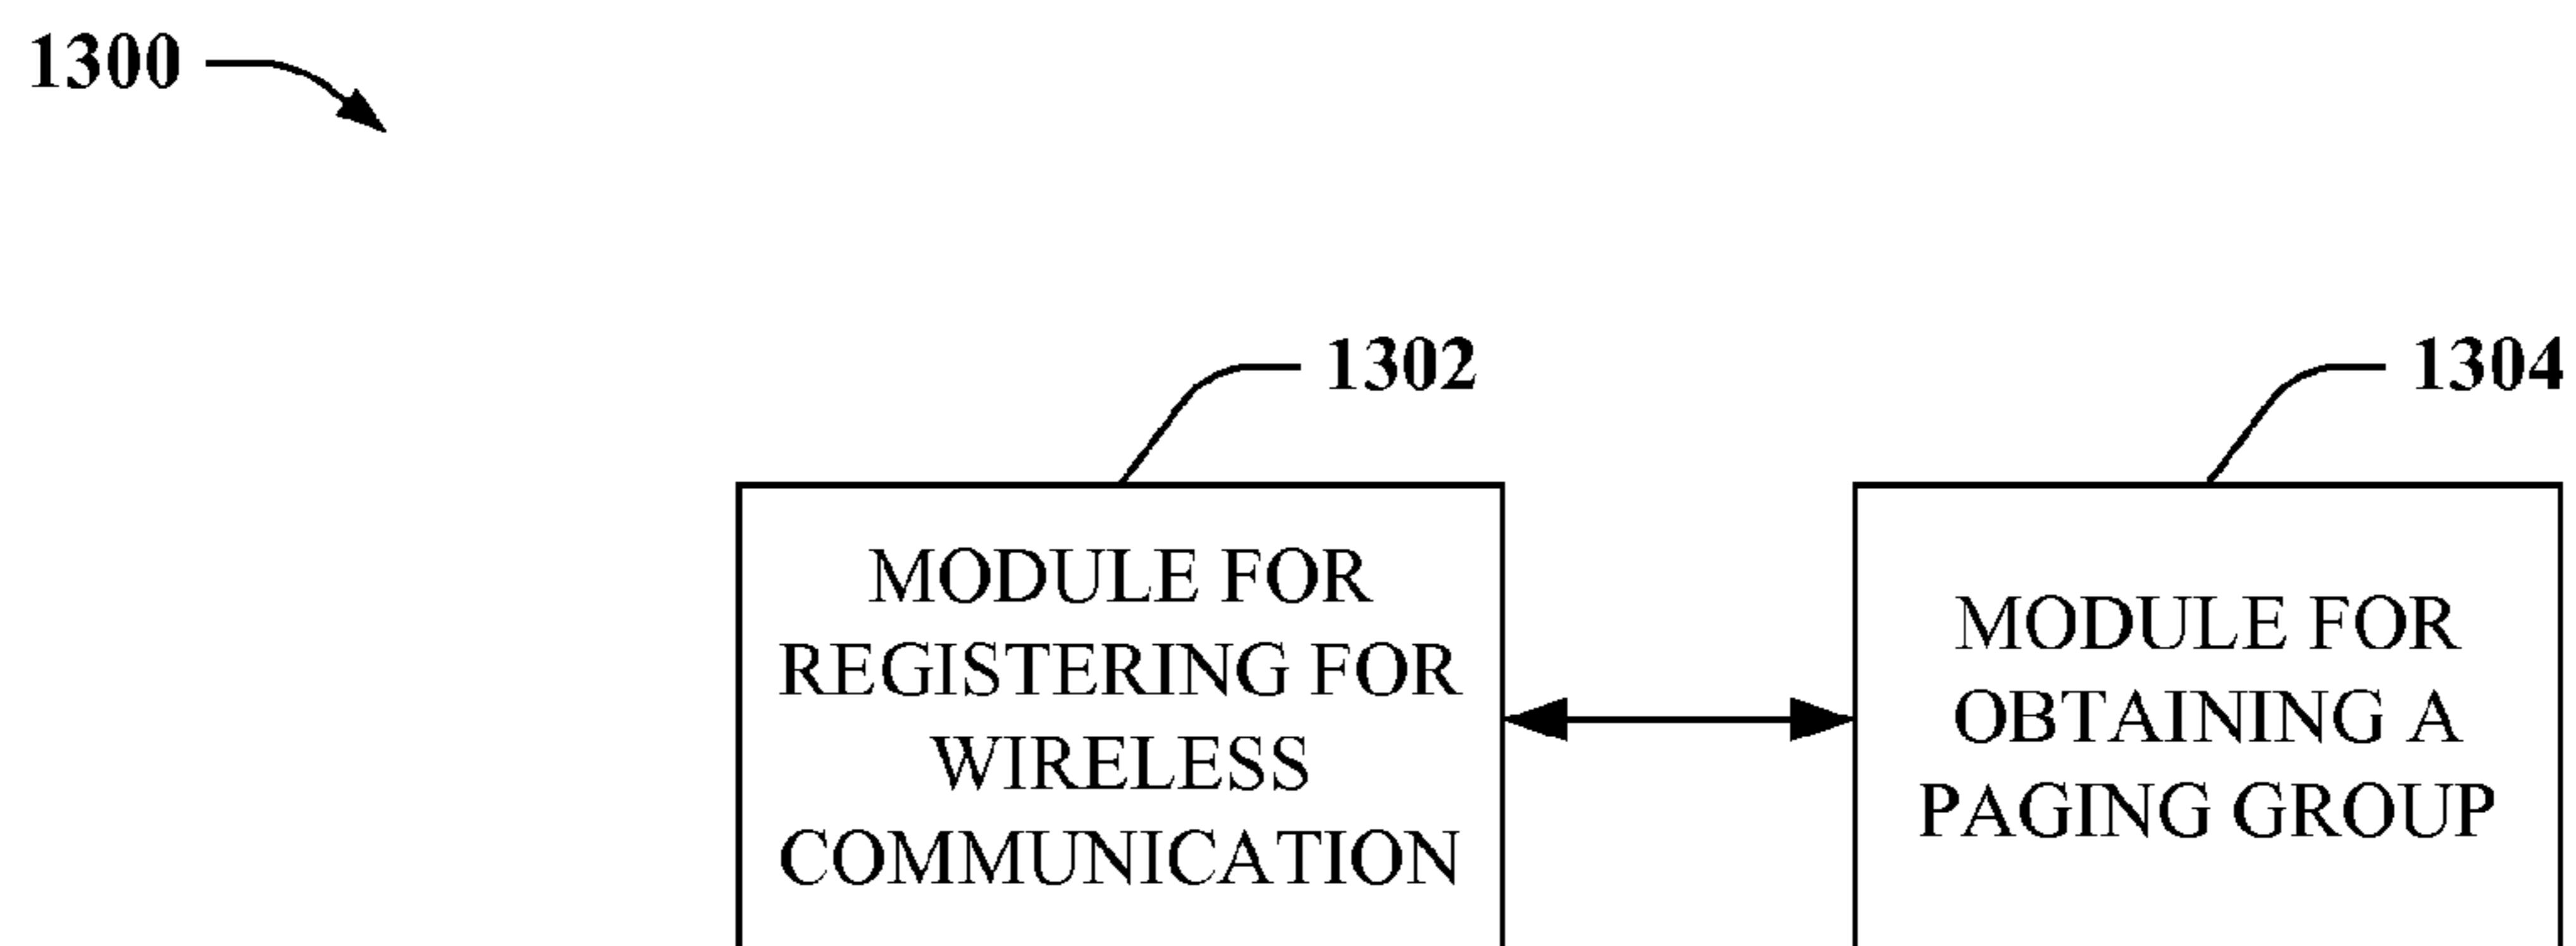 1300
1302
1304
MODULE FOR
REGISTERING FOR
WIRELESS
COMMUNICATION
MODULE FOR
OBTAINING A
PAGING GROUP